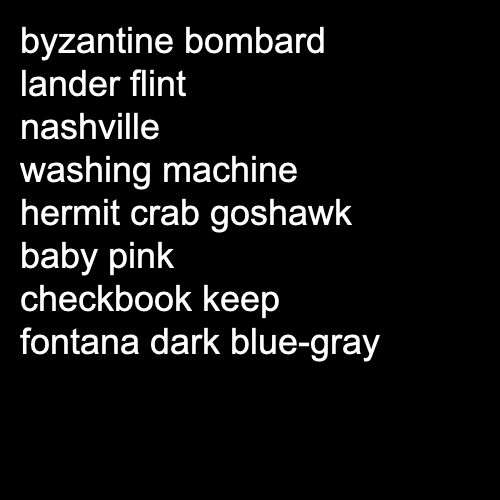 byzantine bombard
lander flint
nashville
washing machine
hermit crab goshawk
baby pink
checkbook keep
fontana dark blue-gray